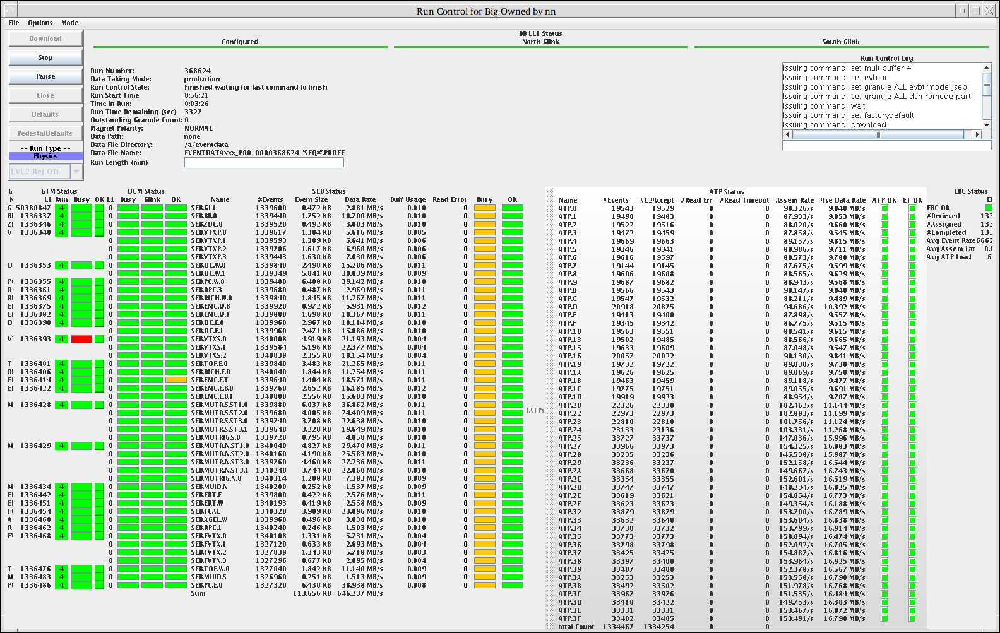 Run Control for Big Owned by nn
File Options Mode
Download
Stop
Pause
Close
Defaults
PedestalDefaults
-- Run Type --
Physics
LVL2 Rej Off
BB LL1 Status
Configured North Glink South Glink
Run Number: 368624
Data Taking Mode: production
Run Control State: Finished waiting for last command to finish
Run Start Time 0:56:21
Time In Run: 0:03:26
Run Time Remaining (sec) 3327
Outstanding Granule Count: 0
Magnet Polarity: NORMAL
Data Path: none
Data File Directory: /a/eventdata
Data File Name: EVENTDATAxxx_P00-0000368624-'SEQ#'.PRDFF
Run Length (min)
Run Control Log
Issuing command: set multibuffer 4
Issuing command: set evb on
Issuing command: set granule ALL evbtrmode jseb
Issuing command: set granule ALL dcmromode part
Issuing command: wait
Issuing command: set factorydefault
Issuing command: download
GTM Status DCM Status SEB Status
L1 Run Busy OK L1 Busy Glink OK Name #Events Event Size Data Rate Buff Usage Read Error Busy OK
50380847 4 0 SEB.GL1 1339600 0.472 KB 2.881 MB/s 0.010 0
1336337 4 0 SEB.BB.0 1339440 1.752 KB 10.700 MB/s 0.010 0
1336346 4 0 SEB.ZDC.0 1339520 0.492 KB 3.003 MB/s 0.010 0
1336348 4 0 SEB.VTXP.0 1339617 1.304 KB 5.616 MB/s 0.005 0
0 SEB.VTXP.1 1339593 1.309 KB 5.641 MB/s 0.006 0
0 SEB.VTXP.2 1339706 1.617 KB 6.960 MB/s 0.006 0
0 SEB.VTXP.3 1339443 1.630 KB 7.030 MB/s 0.006 0
D 1336353 4 0 SEB.DC.W.0 1339840 2.490 KB 15.206 MB/s 0.011 0
0 SEB.DC.W.1 1339349 5.041 KB 30.839 MB/s 0.009 0
1336355 4 0 SEB.PC.W.0 1339400 6.408 KB 39.142 MB/s 0.010 0
1336361 4 0 SEB.RPC.3 1339680 0.487 KB 2.969 MB/s 0.011 0
1336369 4 0 SEB.RICH.W.0 1339840 1.845 KB 11.267 MB/s 0.011 0
1336375 4 0 SEB.EMC.W.B 1339920 0.972 KB 5.931 MB/s 0.012 0
1336382 4 0 SEB.EMC.W.T 1339800 1.698 KB 10.367 MB/s 0.011 0
D 1336390 4 0 SEB.DC.E.0 1339960 2.967 KB 18.114 MB/s 0.010 0
0 SEB.DC.E.1 1339960 2.471 KB 15.086 MB/s 0.010 0
1336393 4 0 SEB.VTXS.0 1340008 4.919 KB 21.193 MB/s 0.004 0
0 SEB.VTXS.1 1339584 5.196 KB 22.377 MB/s 0.004 0
0 SEB.VTXS.2 1340038 2.355 KB 10.154 MB/s 0.004 0
1336401 4 0 SEB.TOF.E.0 1339840 3.483 KB 21.265 MB/s 0.011 0
1336406 4 0 SEB.RICH.E.0 1340040 1.844 KB 11.254 MB/s 0.011 0
1336414 4 0 SEB.EMC.E.T 1339640 1.404 KB 18.571 MB/s 0.011 0
1336422 4 0 SEB.EMC.E.B.0 1339760 2.652 KB 16.185 MB/s 0.012 0
0 SEB.EMC.E.B.1 1340080 2.556 KB 15.603 MB/s 0.010 0
M 1336428 4 0 SEB.MUTR.S.ST1.0 1339880 6.037 KB 36.862 MB/s 0.011 0
0 SEB.MUTR.S.ST2.0 1339680 4.005 KB 24.409 MB/s 0.011 0
0 SEB.MUTR.S.ST3.0 1339740 3.708 KB 22.638 MB/s 0.010 0
0 SEB.MUTR.S.ST3.1 1339640 3.220 KB 19.649 MB/s 0.010 0
0 SEB.MUTRIG.S.0 1339720 0.795 KB 4.850 MB/s 0.010 0
M 1336429 4 0 SEB.MUTR.N.ST1.0 1340040 4.827 KB 29.470 MB/s 0.011 0
0 SEB.MUTR.N.ST2.0 1340160 4.190 KB 25.583 MB/s 0.010 0
0 SEB.MUTR.N.ST3.0 1339760 4.460 KB 27.236 MB/s 0.011 0
0 SEB.MUTR.N.ST3.1 1340240 3.744 KB 22.860 MB/s 0.010 0
0 SEB.MUTRIG.N.0 1340314 1.208 KB 7.383 MB/s 0.009 0
M 1336434 4 0 SEB.MUID.N 1340200 0.252 KB 1.537 MB/s 0.009 0
1336442 4 0 SEB.ERT.E 1339800 0.422 KB 2.576 MB/s 0.011 0
1336451 4 0 SEB.ERT.W 1340193 0.419 KB 2.558 MB/s 0.009 0
1336454 4 0 SEB.FCAL 1340320 3.909 KB 23.896 MB/s 0.010 0
1336460 4 0 SEB.AGEL.W 1339960 0.496 KB 3.030 MB/s 0.010 0
1336462 4 0 SEB.RPC.1 1340240 0.246 KB 1.503 MB/s 0.010 0
1336468 4 0 SEB.FVTX.0 1340108 1.331 KB 5.731 MB/s 0.004 0
0 SEB.FVTX.1 1327120 0.633 KB 2.693 MB/s 0.004 0
0 SEB.FVTX.2 1327038 1.343 KB 5.718 MB/s 0.003 0
0 SEB.FVTX.3 1327296 0.677 KB 2.895 MB/s 0.004 0
1336476 4 0 SEB.TOF.W.0 1327040 1.842 KB 11.140 MB/s 0.009 0
M 1336483 4 0 SEB.MUID.S 1326960 0.251 KB 1.513 MB/s 0.009 0
1336486 4 0 SEB.PC.E.0 1327320 6.430 KB 38.938 MB/s 0.008 0
Sum 113.656 KB 646.237 MB/s
|ATPs
ATP Status
Name #Events #L2Accept #Read Err #Read Timeout Assem Rate Ave Data Rate ATP OK ET OK
ATP.0 19543 19529 0 0 90.326/s 9.848 MB/s
ATP.1 19490 19483 0 0 87.933/s 9.853 MB/s
ATP.2 19522 19516 0 0 88.020/s 9.660 MB/s
ATP.3 19472 19459 0 0 87.858/s 9.545 MB/s
ATP.4 19669 19663 0 0 89.157/s 9.815 MB/s
ATP.5 19346 19341 0 0 88.906/s 9.711 MB/s
ATP.6 19616 19597 0 0 88.573/s 9.780 MB/s
ATP.7 19144 19145 0 0 87.675/s 9.599 MB/s
ATP.8 19606 19608 0 0 88.565/s 9.629 MB/s
ATP.9 19687 19682 0 0 88.943/s 9.568 MB/s
ATP.B 19566 19543 0 0 90.147/s 9.840 MB/s
ATP.C 19547 19532 0 0 88.211/s 9.489 MB/s
ATP.D 20918 20875 0 0 94.686/s 10.392 MB/s
ATP.E 19413 19400 0 0 87.898/s 9.557 MB/s
ATP.F 19345 19342 0 0 86.775/s 9.515 MB/s
ATP.10 19563 19551 0 0 88.541/s 9.615 MB/s
ATP.13 19502 19485 0 0 88.566/s 9.665 MB/s
ATP.15 19633 19609 0 0 87.048/s 9.547 MB/s
ATP.16 20057 20022 0 0 90.130/s 9.841 MB/s
ATP.19 19732 19722 0 0 89.030/s 9.730 MB/s
ATP.1A 19626 19625 0 0 89.069/s 9.758 MB/s
ATP.1B 19463 19459 0 0 89.118/s 9.477 MB/s
ATP.1C 19775 19751 0 0 89.055/s 9.691 MB/s
ATP.1D 19919 19923 0 0 88.954/s 9.707 MB/s
ATP.20 22326 22330 0 0 102.462/s 11.144 MB/s
ATP.22 22973 22973 0 0 102.883/s 11.199 MB/s
ATP.23 22810 22810 0 0 101.756/s 11.124 MB/s
ATP.24 23133 23136 0 0 103.331/s 11.268 MB/s
ATP.25 33727 33737 0 0 147.036/s 15.996 MB/s
ATP.27 33966 33973 0 0 154.325/s 16.883 MB/s
ATP.28 33235 33236 0 0 145.538/s 15.987 MB/s
ATP.29 33236 33237 0 0 152.158/s 16.544 MB/s
ATP.2A 33668 33670 0 0 149.667/s 16.743 MB/s
ATP.2C 33354 33355 0 0 152.601/s 16.519 MB/s
ATP.2D 33747 33747 0 0 148.234/s 16.025 MB/s
ATP.2E 33619 33621 0 0 154.054/s 16.773 MB/s
ATP.2F 33623 33623 0 0 149.354/s 16.188 MB/s
ATP.32 33879 33879 0 0 153.700/s 16.789 MB/s
ATP.33 33632 33640 0 0 153.604/s 16.838 MB/s
ATP.34 33730 33732 0 0 153.799/s 16.914 MB/s
ATP.35 33773 33773 0 0 150.094/s 16.474 MB/s
ATP.36 33798 33798 0 0 152.092/s 16.705 MB/s
ATP.37 33425 33425 0 0 154.887/s 16.816 MB/s
ATP.38 33397 33400 0 0 153.964/s 16.925 MB/s
ATP.39 33407 33408 0 0 152.378/s 16.567 MB/s
ATP.3A 33253 33253 0 0 153.558/s 16.798 MB/s
ATP.3B 33492 33502 0 0 151.978/s 16.768 MB/s
ATP.3C 33967 33976 0 0 151.535/s 16.484 MB/s
ATP.3D 33410 33422 0 0 149.753/s 16.303 MB/s
ATP.3E 33331 33331 0 0 153.467/s 16.872 MB/s
ATP.3F 33402 33405 0 0 153.491/s 16.790 MB/s
total Count 1334467 1334254 0 0
EBC Status
EBC OK
#Recieved 133
#Assigned 133
#Completed 133
Avg Event Rate 6662
Avg Assem Lat 0.0
Avg ATP Load 6.